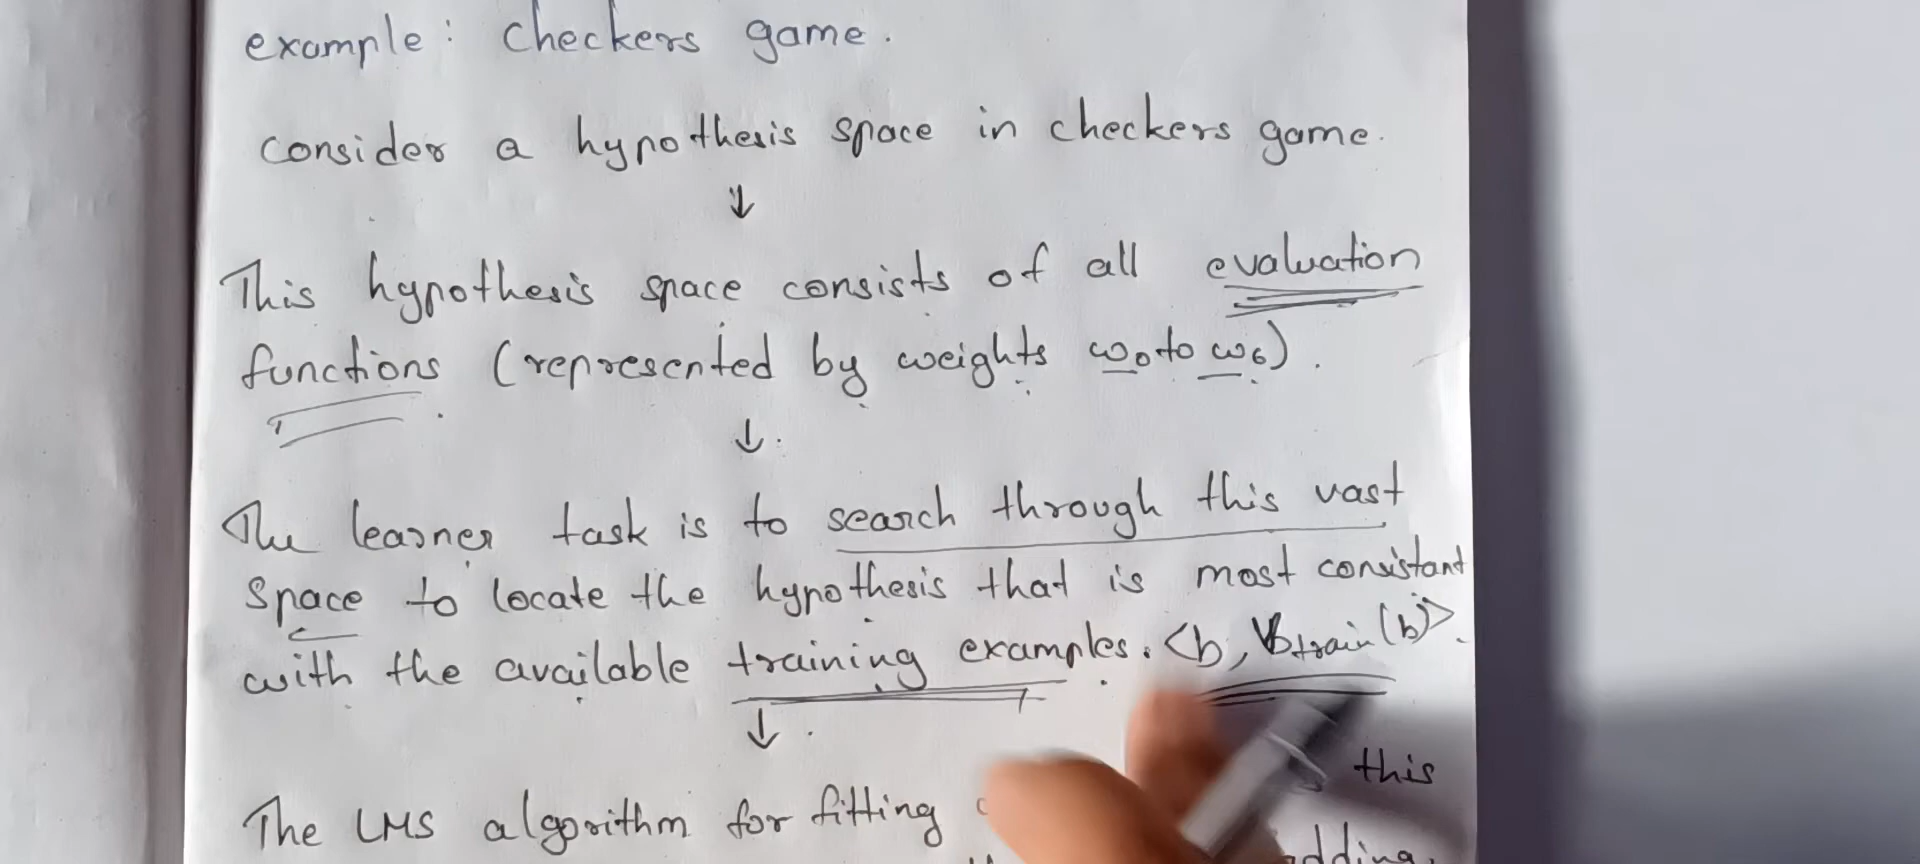 example: checkers game.
consider a hypothesis space in checkers game.
↓
This hypothesis space consists of all evaluation
functions (represented by weights w0 to w6).
↓
The learner task is to search through this vast
space to locate the hypothesis that is most consistant
with the available training examples. <b, Vtrain(b)>.
↓
The LMS algorithm for fitting
this